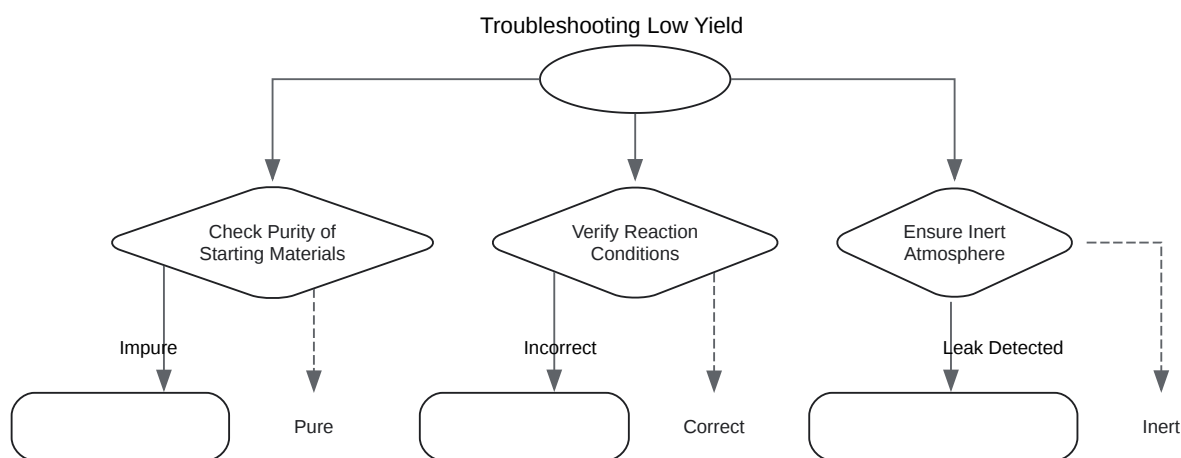 Troubleshooting Low Yield
Check Purity of
Starting Materials
Verify Reaction
Conditions
Ensure Inert
Atmosphere
Impure
Incorrect
Leak Detected
Pure
Correct
Inert